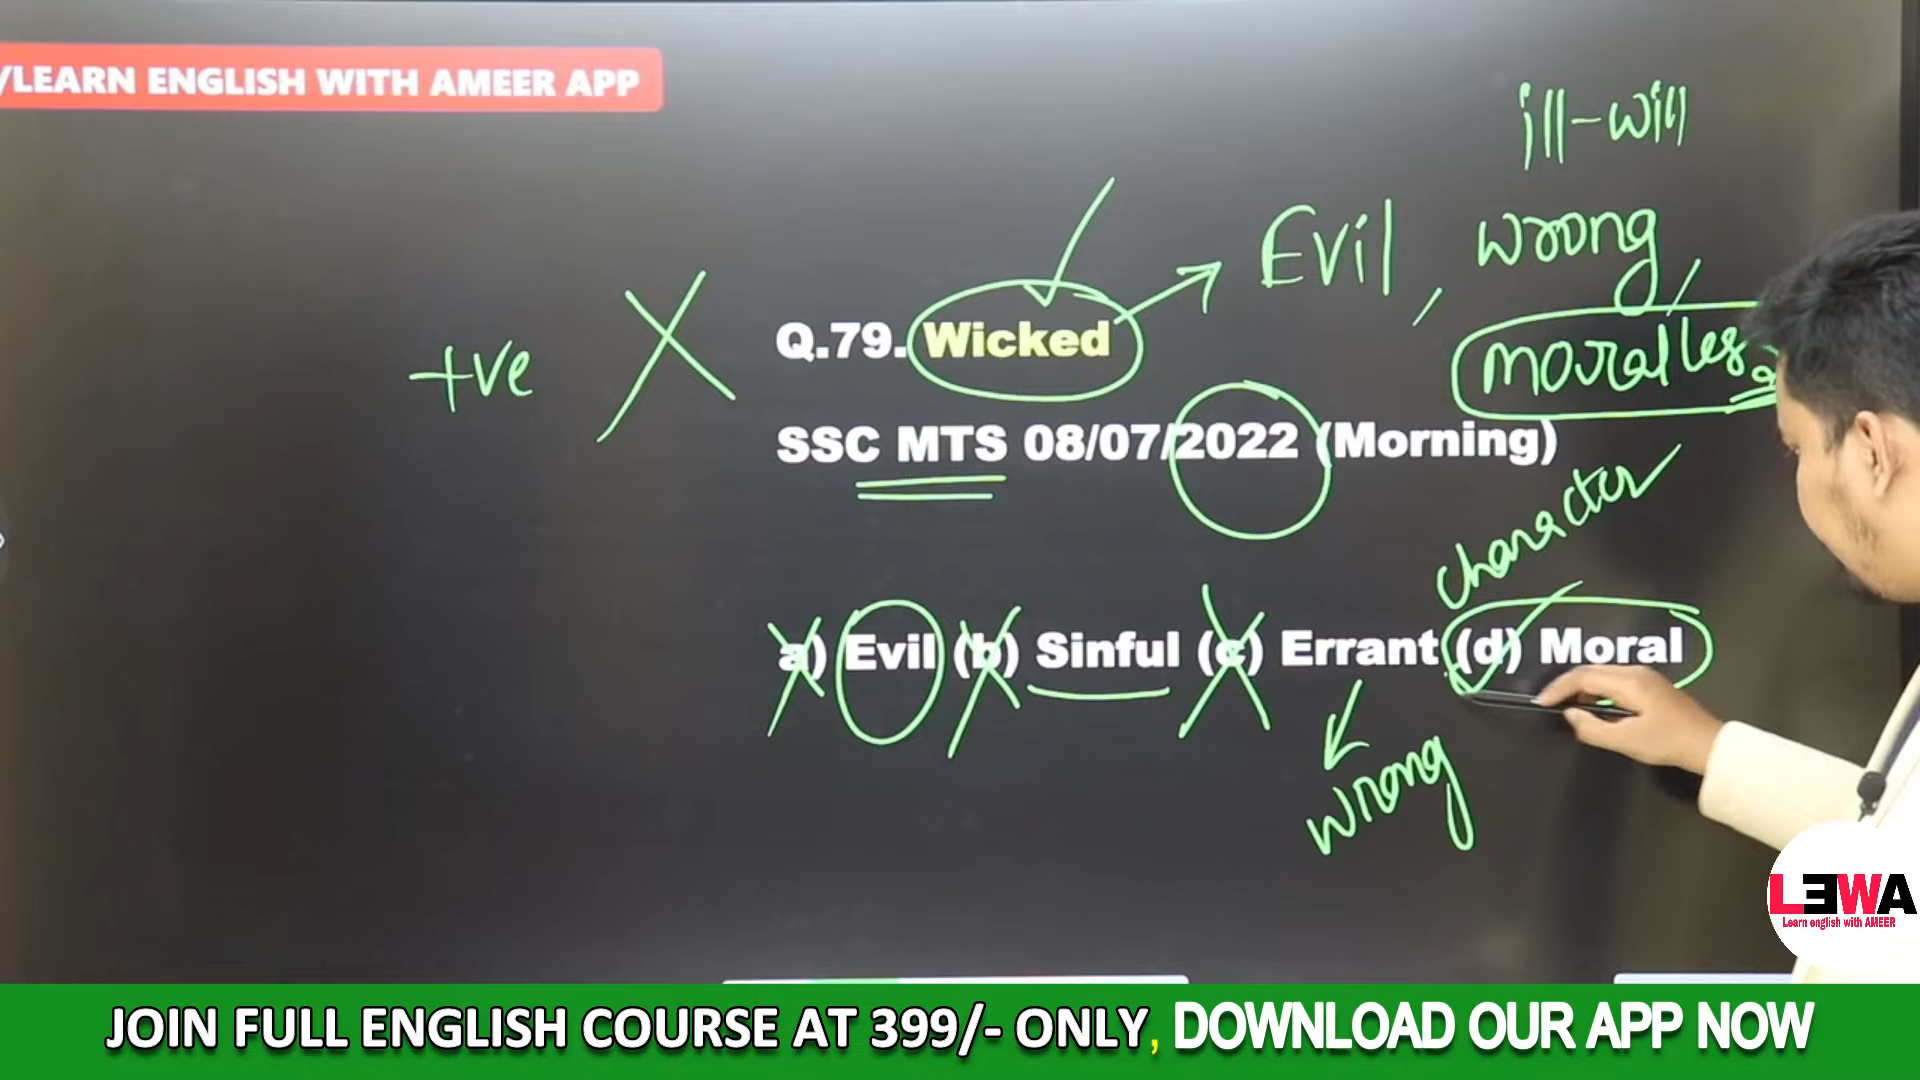 /LEARN ENGLISH WITH AMEER APP
ill-will
Evil, wrong,
+ve
Q.79. Wicked
moralles
SSC MTS 08/07/2022 (Morning)
character
a) Evil (b) Sinful (c) Errant (d) Moral
wrong
LEWA
Learn english with AMEER
JOIN FULL ENGLISH COURSE AT 399/- ONLY, DOWNLOAD OUR APP NOW